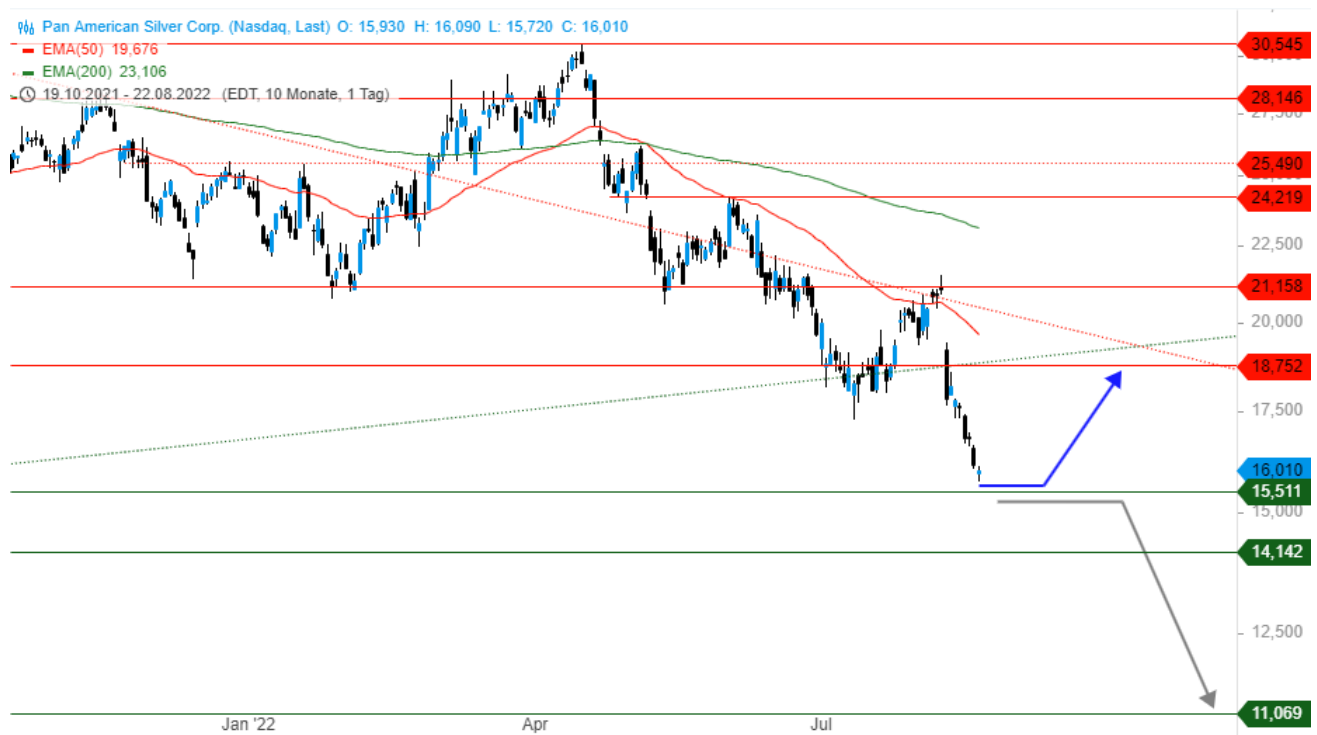 Pan American Silver Corp. (Nasdaq, Last) O: 15,930 H: 16,090 L: 15,720 C: 16,010
EMA(50) 19,676
EMA(200) 23,106
19.10.2021 - 22.08.2022 (EDT, 10 Monate, 1 Tag)
30,545
28,146
27,500
25,490
24,219
22,500
21,158
20,000
18,752
17,500
16,010
15,511
15,000
14,142
12,500
11,069
Jan '22
Apr
Jul